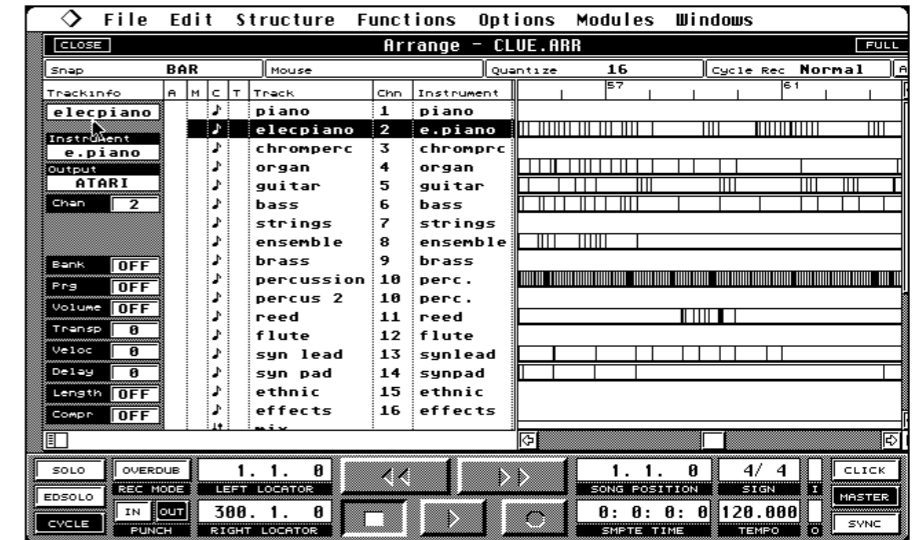 File Edit Structure Functions Options Modules Windows
CLOSE Arrange - CLUE.ARR FULL
Snap BAR Mouse Quantize 16 Cycle Rec Normal A
Trackinfo A M C T Track Chn Instrument 57 61
elecpiano
Instrument
e.piano
Output
ATARI
Chan 2
Bank OFF
Prg OFF
Volume OFF
Transp 0
Veloc 0
Delay 0
Length OFF
Compr OFF
piano 1 piano
elecpiano 2 e.piano
chromperc 3 chromprc
organ 4 organ
guitar 5 guitar
bass 6 bass
strings 7 strings
ensemble 8 ensemble
brass 9 brass
percussion 10 perc.
percus 2 10 perc.
reed 11 reed
flute 12 flute
syn lead 13 synlead
syn pad 14 synpad
ethnic 15 ethnic
effects 16 effects
SOLO OVERDUB 1. 1. 0 1. 1. 0 4/ 4 CLICK
REC MODE LEFT LOCATOR SONG POSITION SIGN I
EDSOLO MASTER
IN OUT 300. 1. 0 0: 0: 0: 0 120.000
CYCLE PUNCH RIGHT LOCATOR SMPTE TIME TEMPO O SYNC